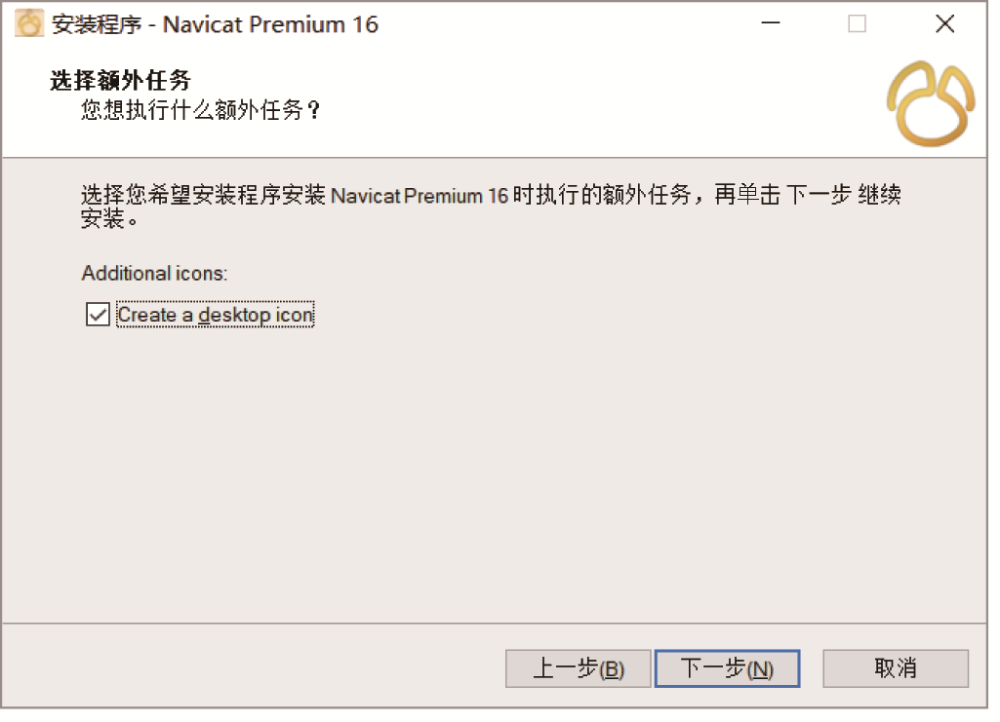 安装程序 - Navicat Premium 16
选择额外任务
您想执行什么额外任务？
选择您希望安装程序安装 Navicat Premium 16 时执行的额外任务，再单击 下一步 继续
安装。
Additional icons:
Create a desktop icon
上一步(B) 下一步(N) 取消